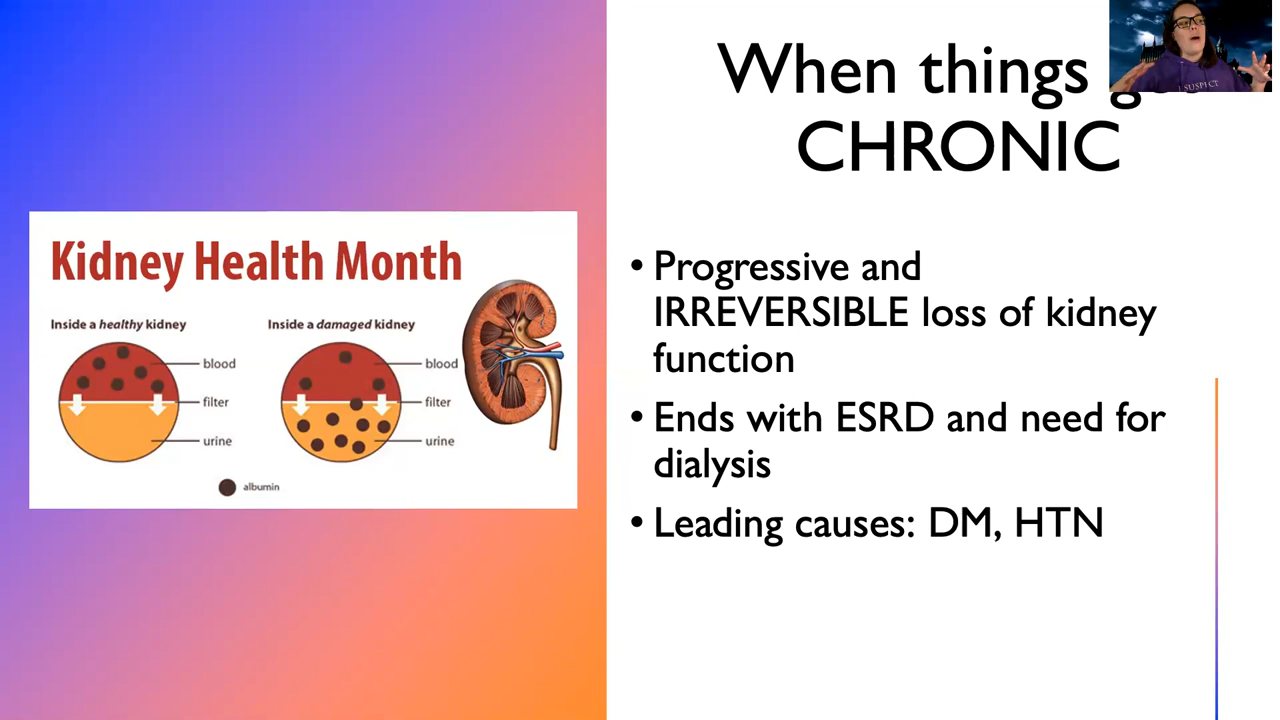 When things
CHRONIC
Kidney Health Month
Inside a healthy kidney
blood
filter
urine
Inside a damaged kidney
blood
filter
urine
albumin
• Progressive and
IRREVERSIBLE loss of kidney
function
• Ends with ESRD and need for
dialysis
• Leading causes: DM, HTN
I SUSPECT